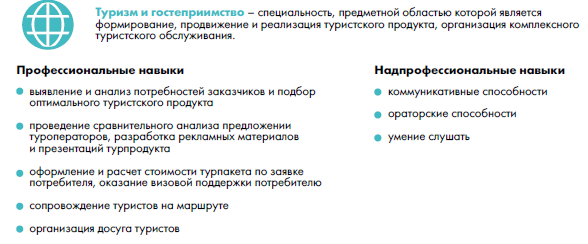 Туризм и гостеприимство – специальность, предметной областью которой является
формирование, продвижение и реализация туристского продукта, организация комплексного
туристского обслуживания.
Профессиональные навыки
выявление и анализ потребностей заказчиков и подбор
оптимального туристского продукта
проведение сравнительного анализа предложении
туроператоров, разработка рекламных материалов
и презентаций турпродукта
оформление и расчет стоимости турпакета по заявке
потребителя, оказание визовой поддержки потребителю
сопровождение туристов на маршруте
организация досуга туристов
Надпрофессиональные навыки
коммуникативные способности
ораторские способности
умение слушать